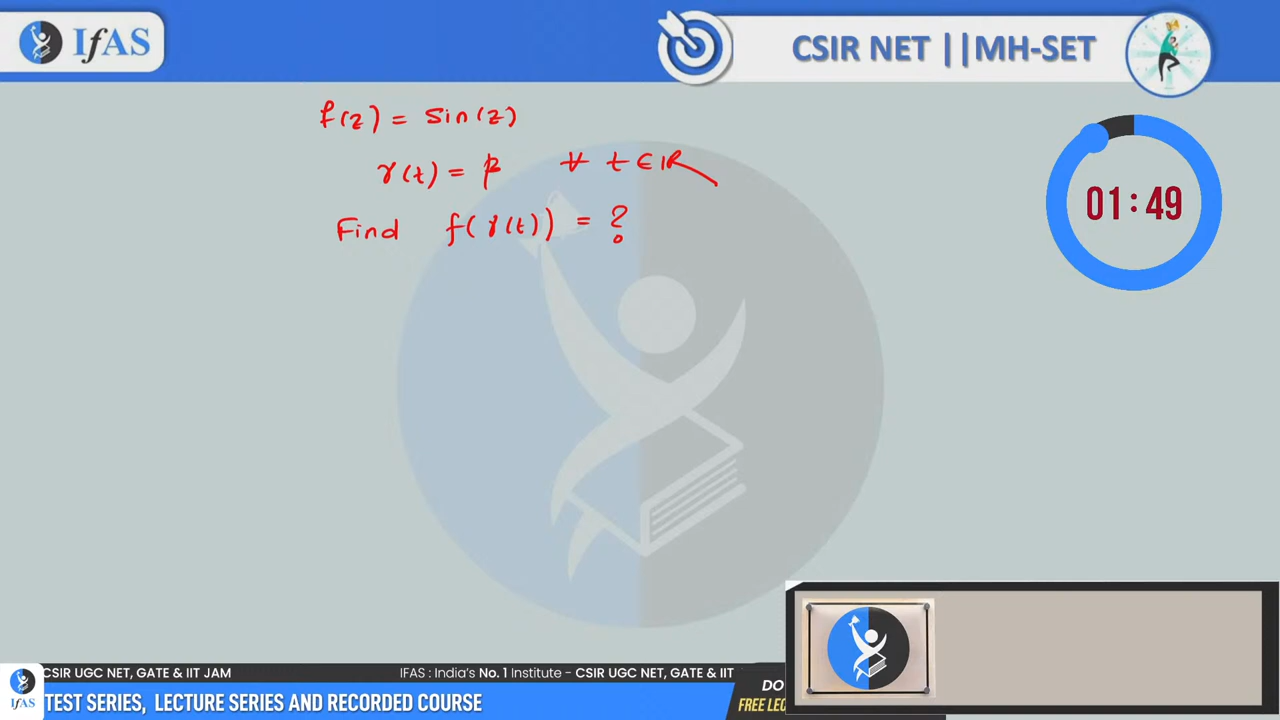 IfAS
CSIR NET ||MH-SET
f(z) = sin(z)
γ(t) = β ∀ t ∈ IR
01:49
Find f(γ(t)) = ?
CSIR UGC NET, GATE & IIT JAM
IFAS : India's No. 1 Institute - CSIR UGC NET, GATE & IIT
IfAS
TEST SERIES, LECTURE SERIES AND RECORDED COURSE
DO
FREE LEC